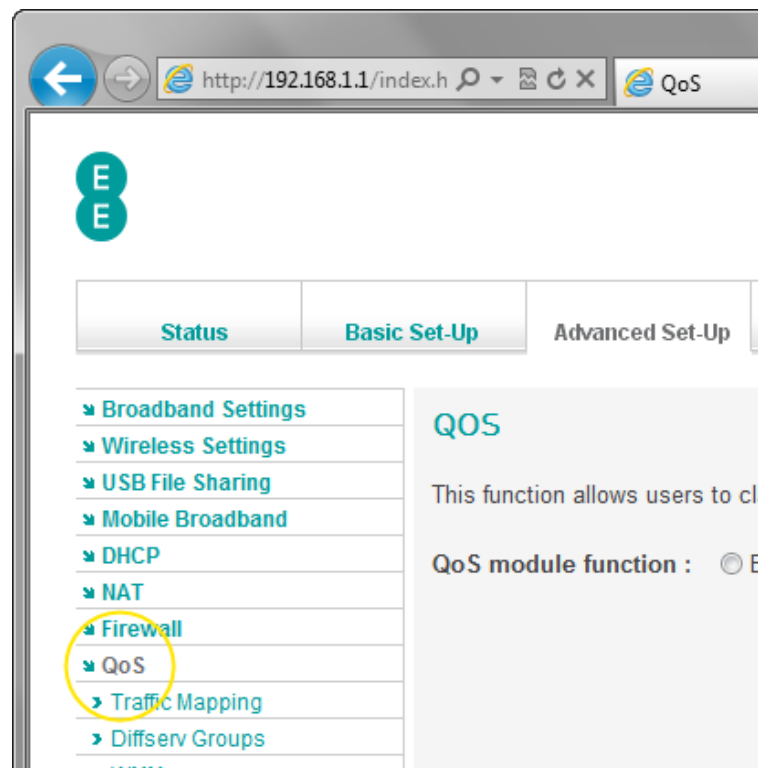 http://192.168.1.1/index.h
QoS
E
E
Status
Basic Set-Up
Advanced Set-Up
Broadband Settings
Wireless Settings
USB File Sharing
Mobile Broadband
DHCP
NAT
Firewall
QoS
Traffic Mapping
Diffserv Groups
QOS
This function allows users to cl
QoS module function : E